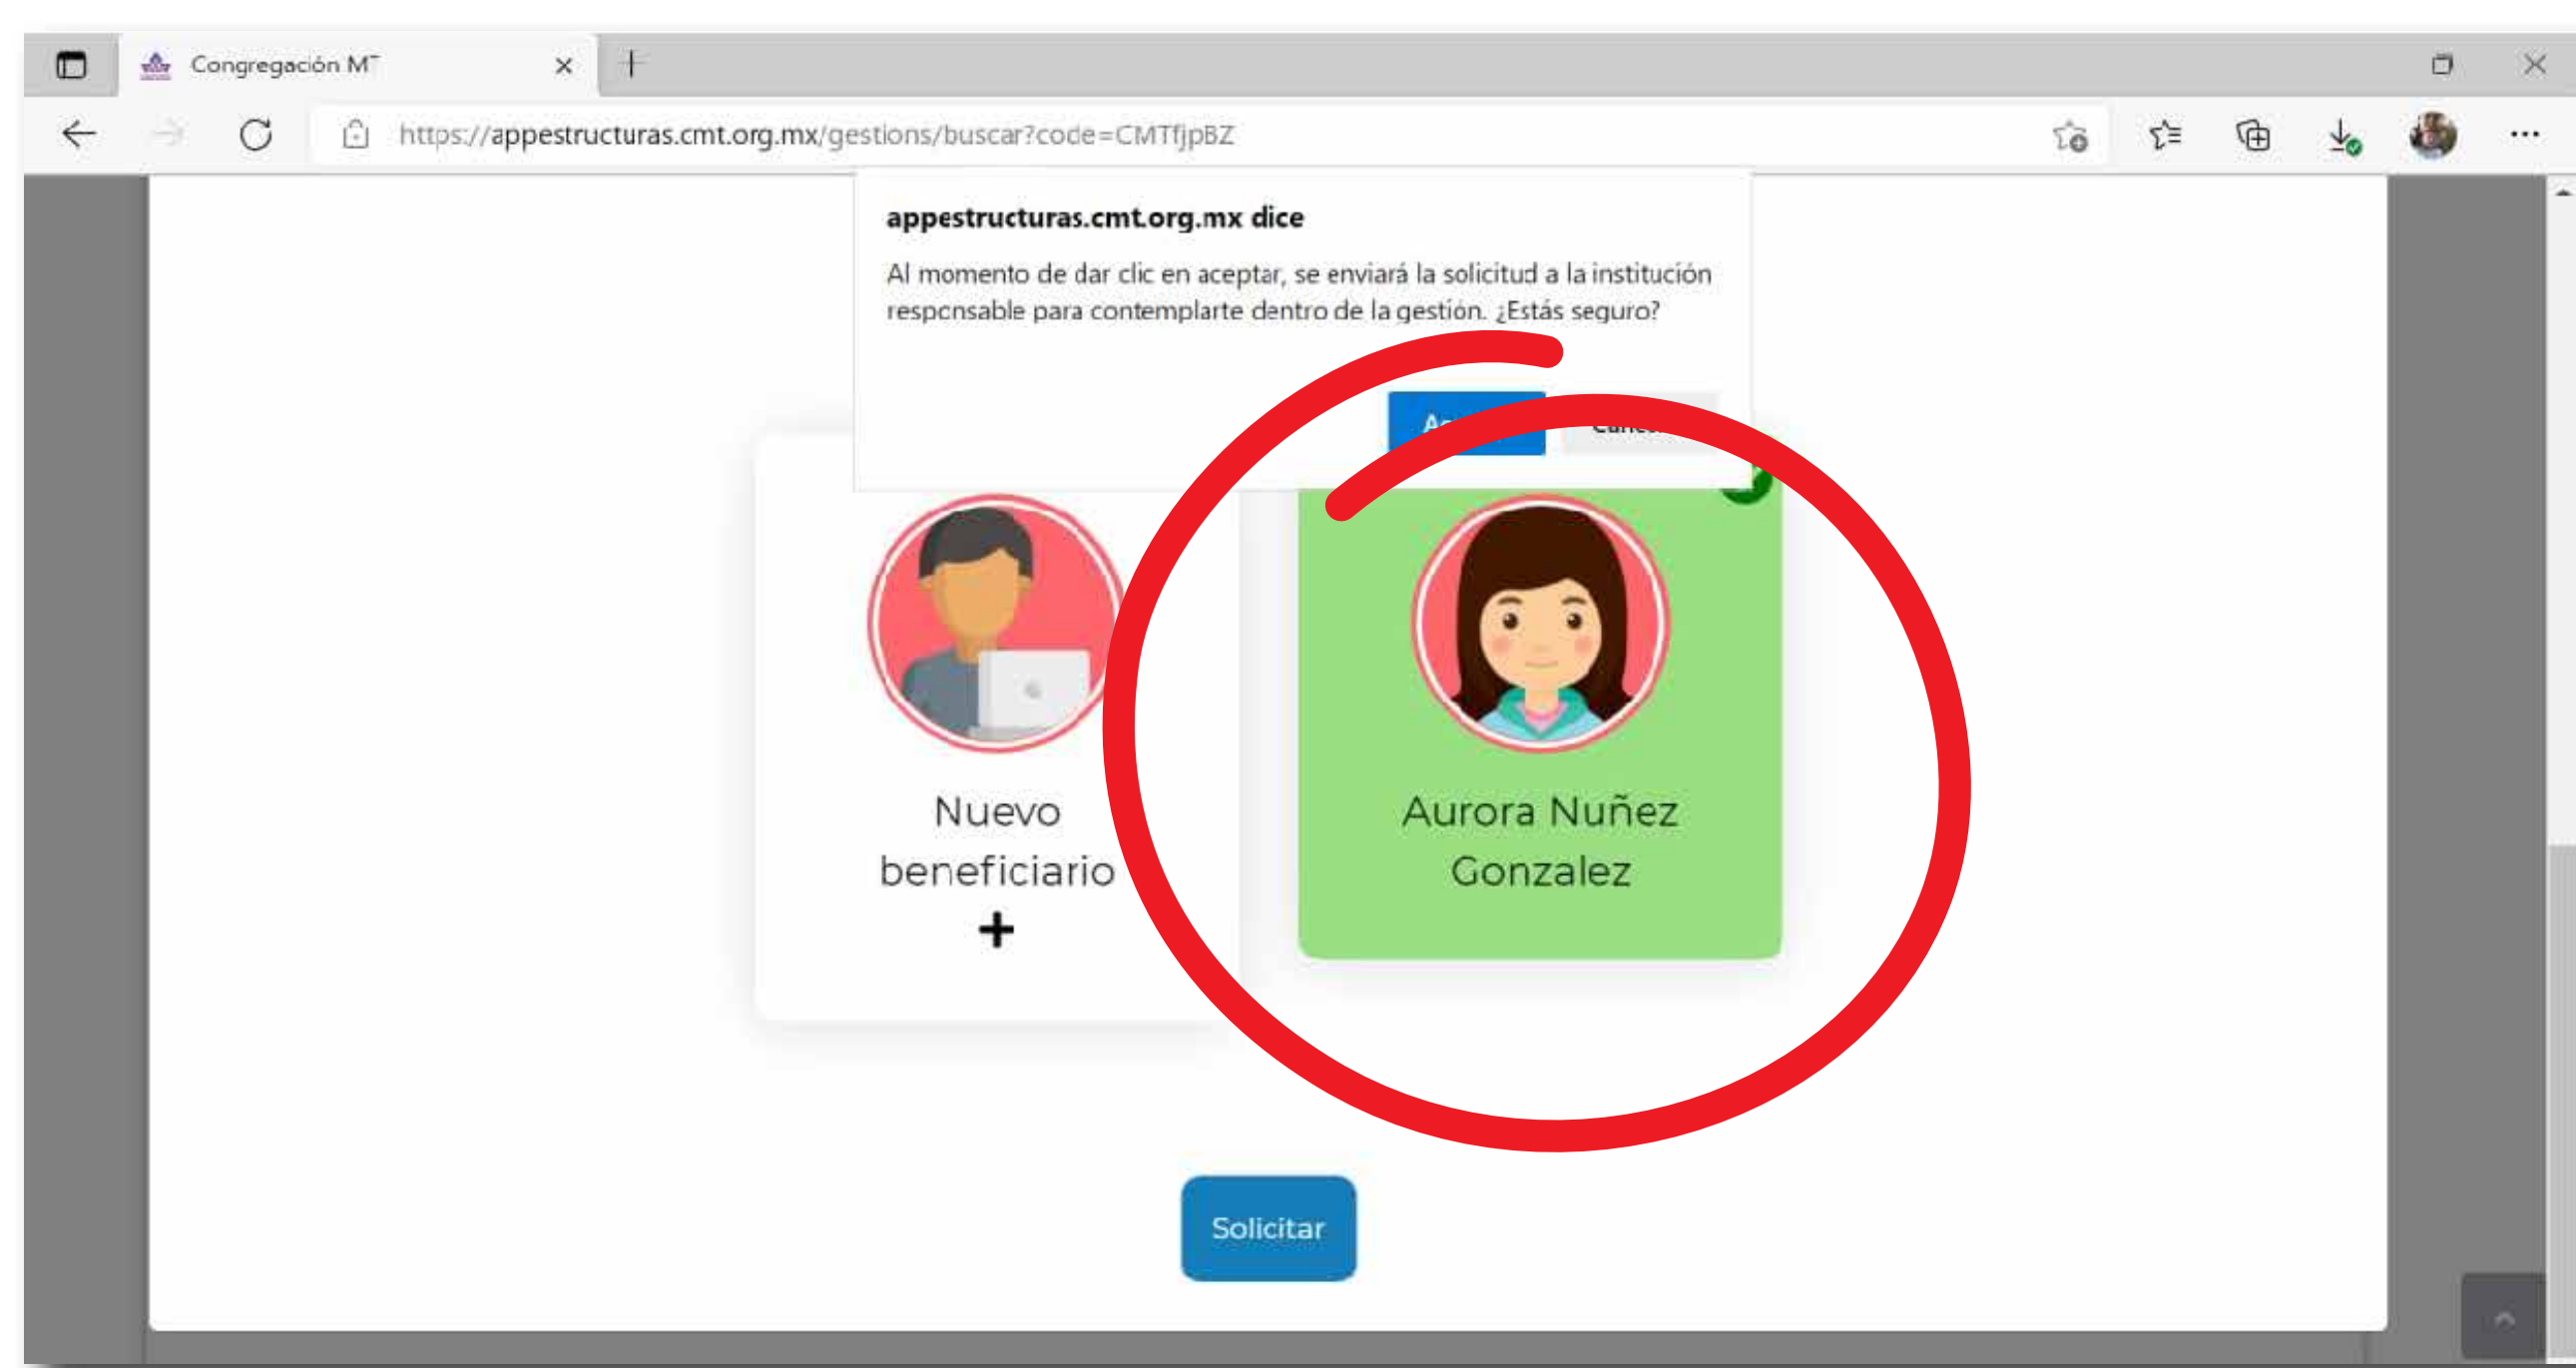 Congregación MT
https://appestructuras.cmt.org.mx/gestions/buscar?code=CMTfjpBZ
appestructuras.cmt.org.mx dice
Al momento de dar clic en aceptar, se enviará la solicitud a la institución
responsable para contemplarte dentro de la gestión. ¿Estás seguro?
Nuevo
beneficiario
+
Aurora Nuñez
Gonzalez
Solicitar